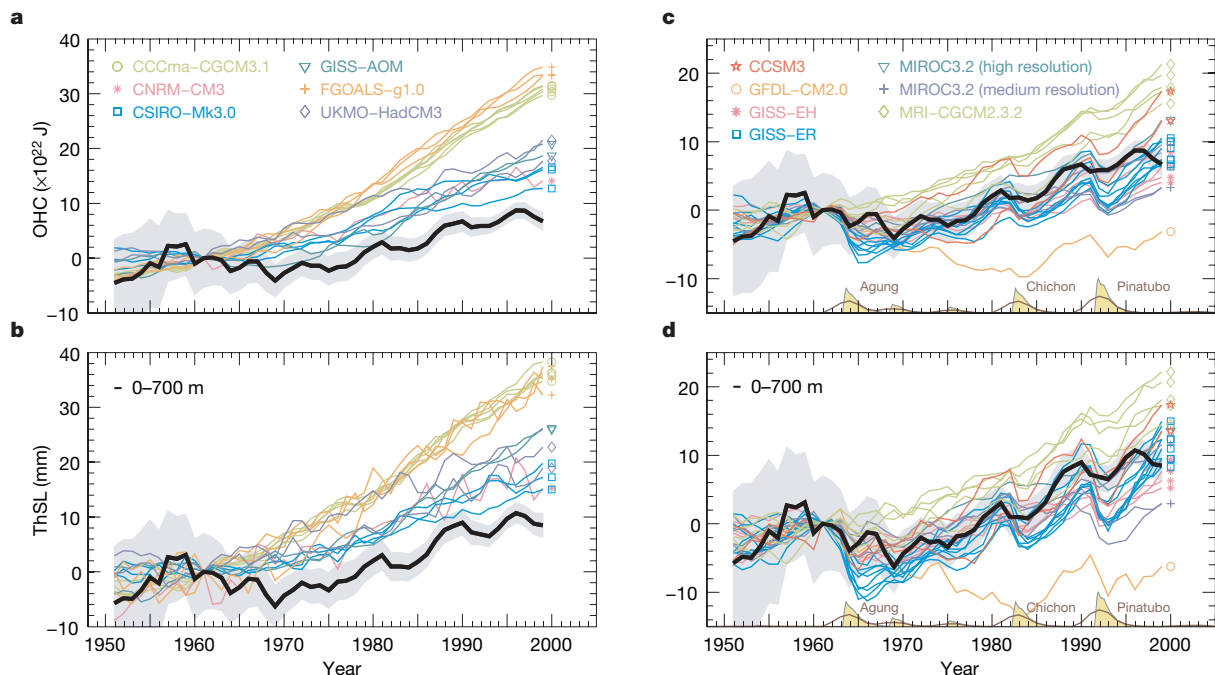 a
40
30
20
10
0
−10
OHC (×10²² J)
CCCma−CGCM3.1
CNRM−CM3
CSIRO−Mk3.0
GISS−AOM
FGOALS−g1.0
UKMO−HadCM3
b
40
30
20
10
0
−10
ThSL (mm)
0–700 m
1950 1960 1970 1980 1990 2000
Year
c
20
10
0
−10
CCSM3
GFDL−CM2.0
GISS−EH
GISS−ER
MIROC3.2 (high resolution)
MIROC3.2 (medium resolution)
MRI−CGCM2.3.2
Agung Chichon Pinatubo
d
20
10
0
−10
0–700 m
Agung Chichon Pinatubo
1950 1960 1970 1980 1990 2000
Year